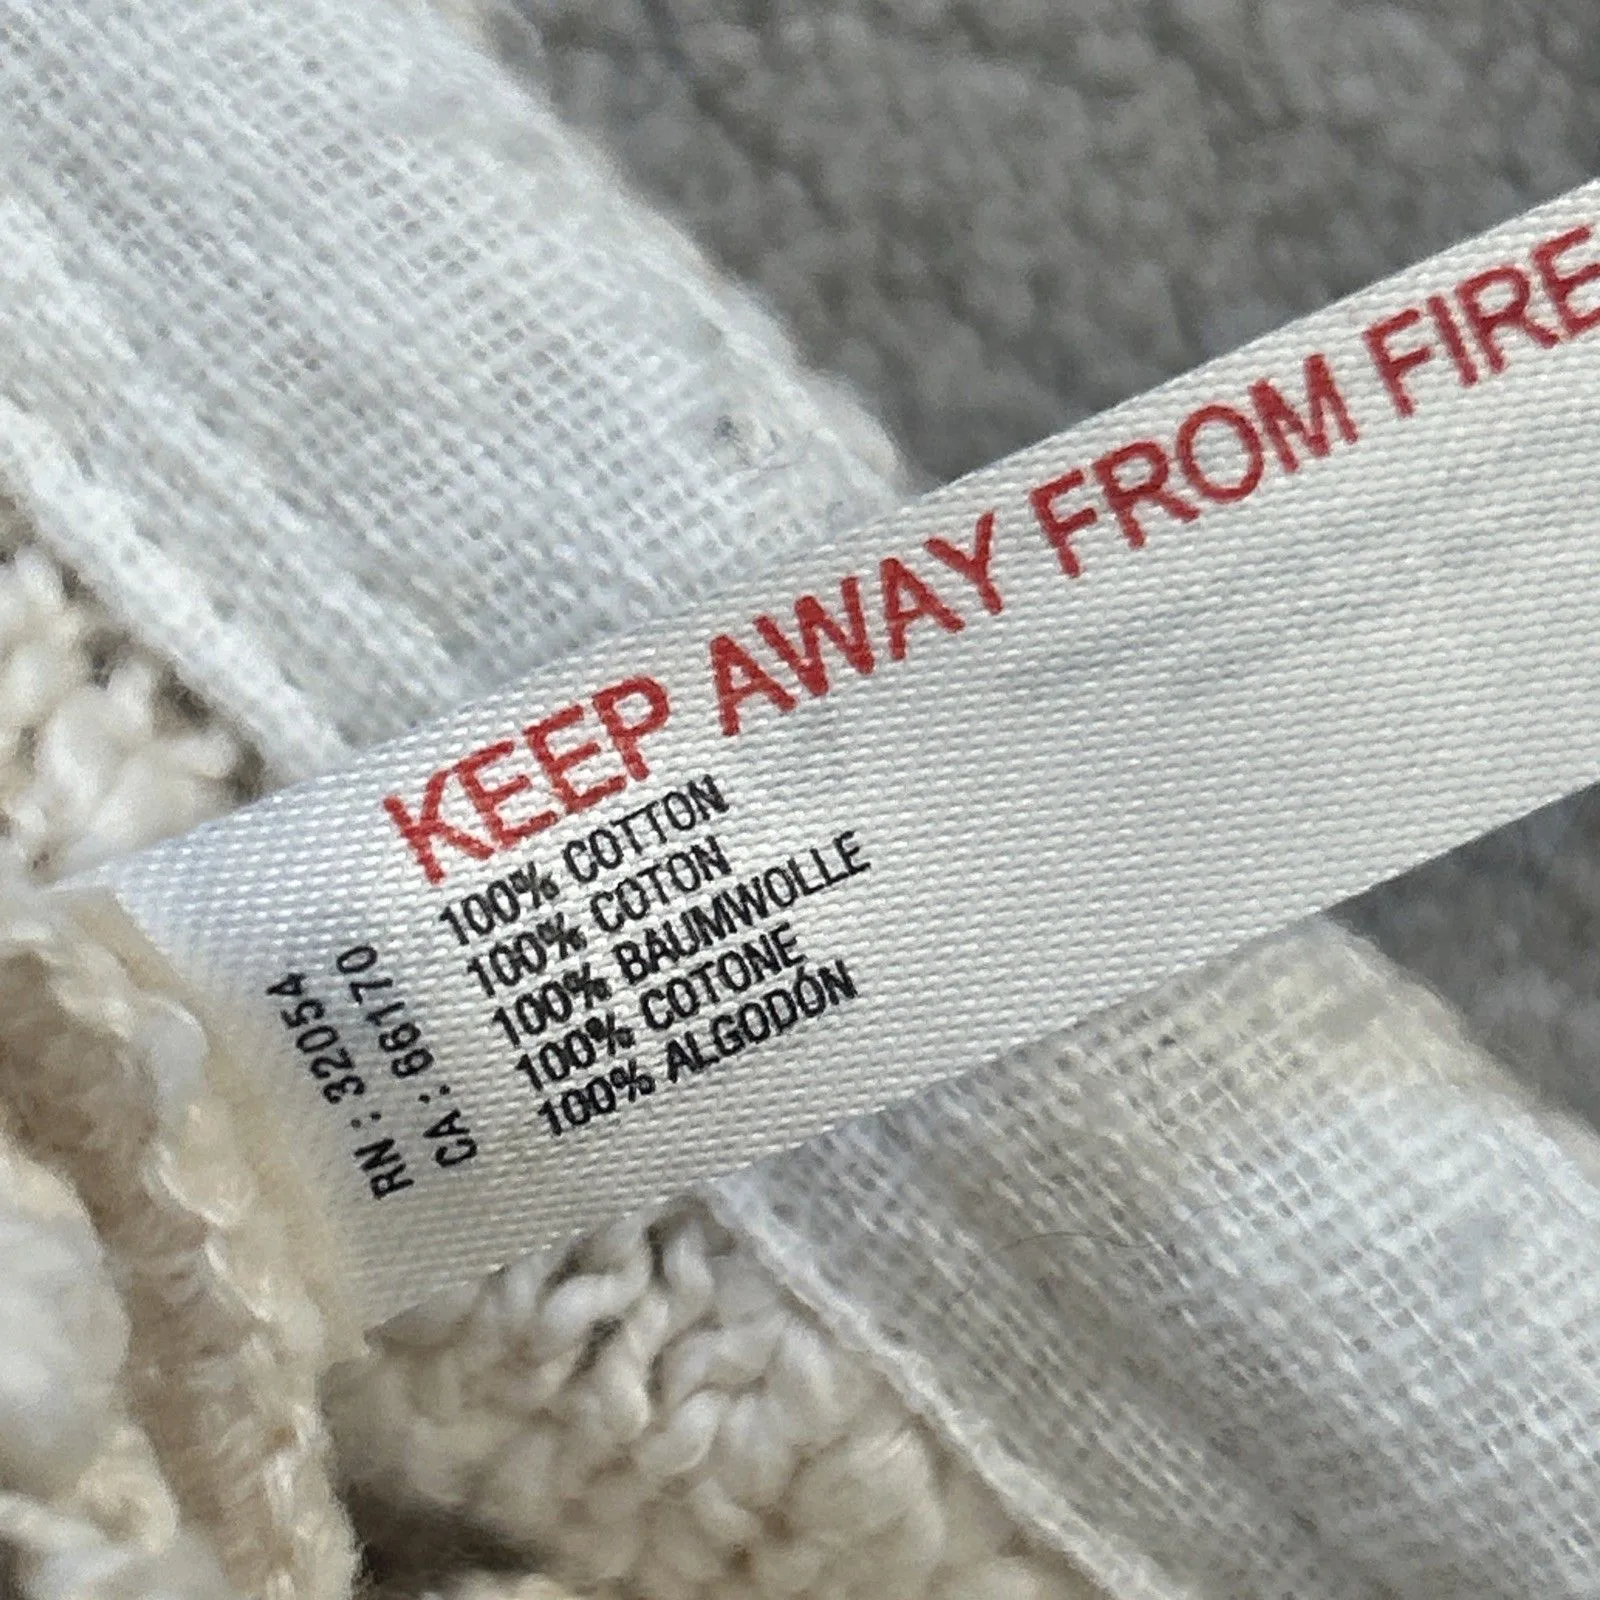 KEEP AWAY FROM FIRE
100% COTTON
100% COTON
100% BAUMWOLLE
100% COTONE
100% ALGODÓN
RN : 32054
CA : 66170